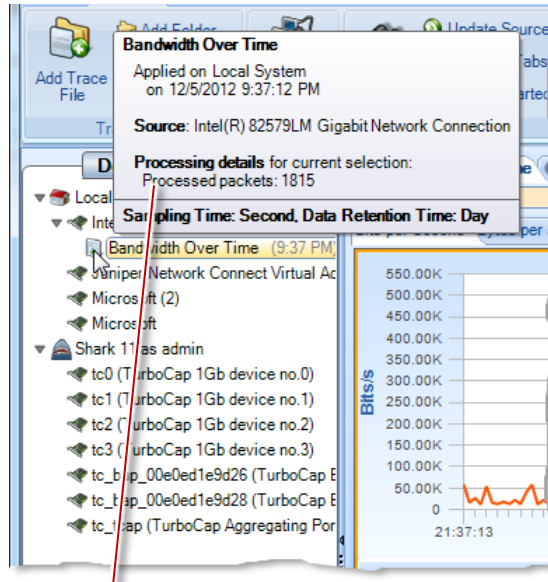 Add Folder
Update Source
Add Trace
File
Tr
Bandwidth Over Time
Applied on Local System
on 12/5/2012 9:37:12 PM
Source: Intel(R) 82579LM Gigabit Network Connection
Processing details for current selection:
Processed packets: 1815
Sampling Time: Second, Data Retention Time: Day
Local
Inte
Bandwidth Over Time (9:37 PM)
Juniper Network Connect Virtual Ad
Microsoft (2)
Microsoft
Shark 11 as admin
tc0 (TurboCap 1Gb device no.0)
tc1 (TurboCap 1Gb device no.1)
tc2 (TurboCap 1Gb device no.2)
tc3 (TurboCap 1Gb device no.3)
tc_bap_00e0ed1e9d26 (TurboCap B
tc_bap_00e0ed1e9d28 (TurboCap B
tc_tcap (TurboCap Aggregating Por
Bits/s
550.00K
500.00K
450.00K
400.00K
350.00K
300.00K
250.00K
200.00K
150.00K
100.00K
50.00K
0
21:37:13